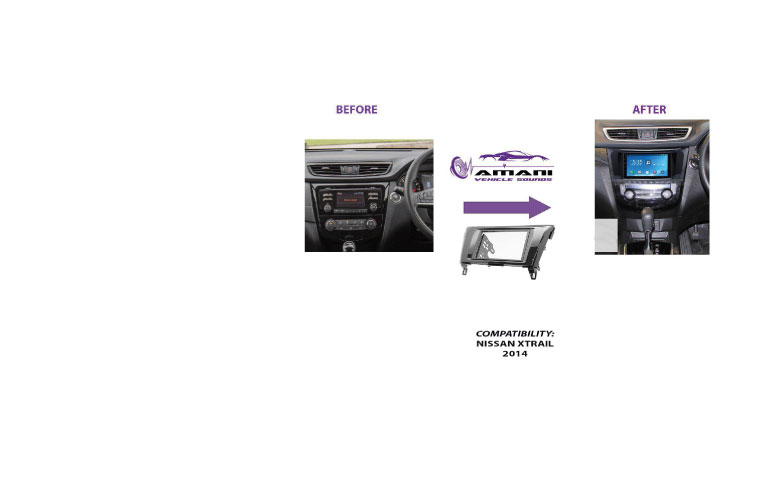 BEFORE
AFTER
AMANI
VEHICLE SOUNDS
COMPATIBILITY:
NISSAN XTRAIL
2014